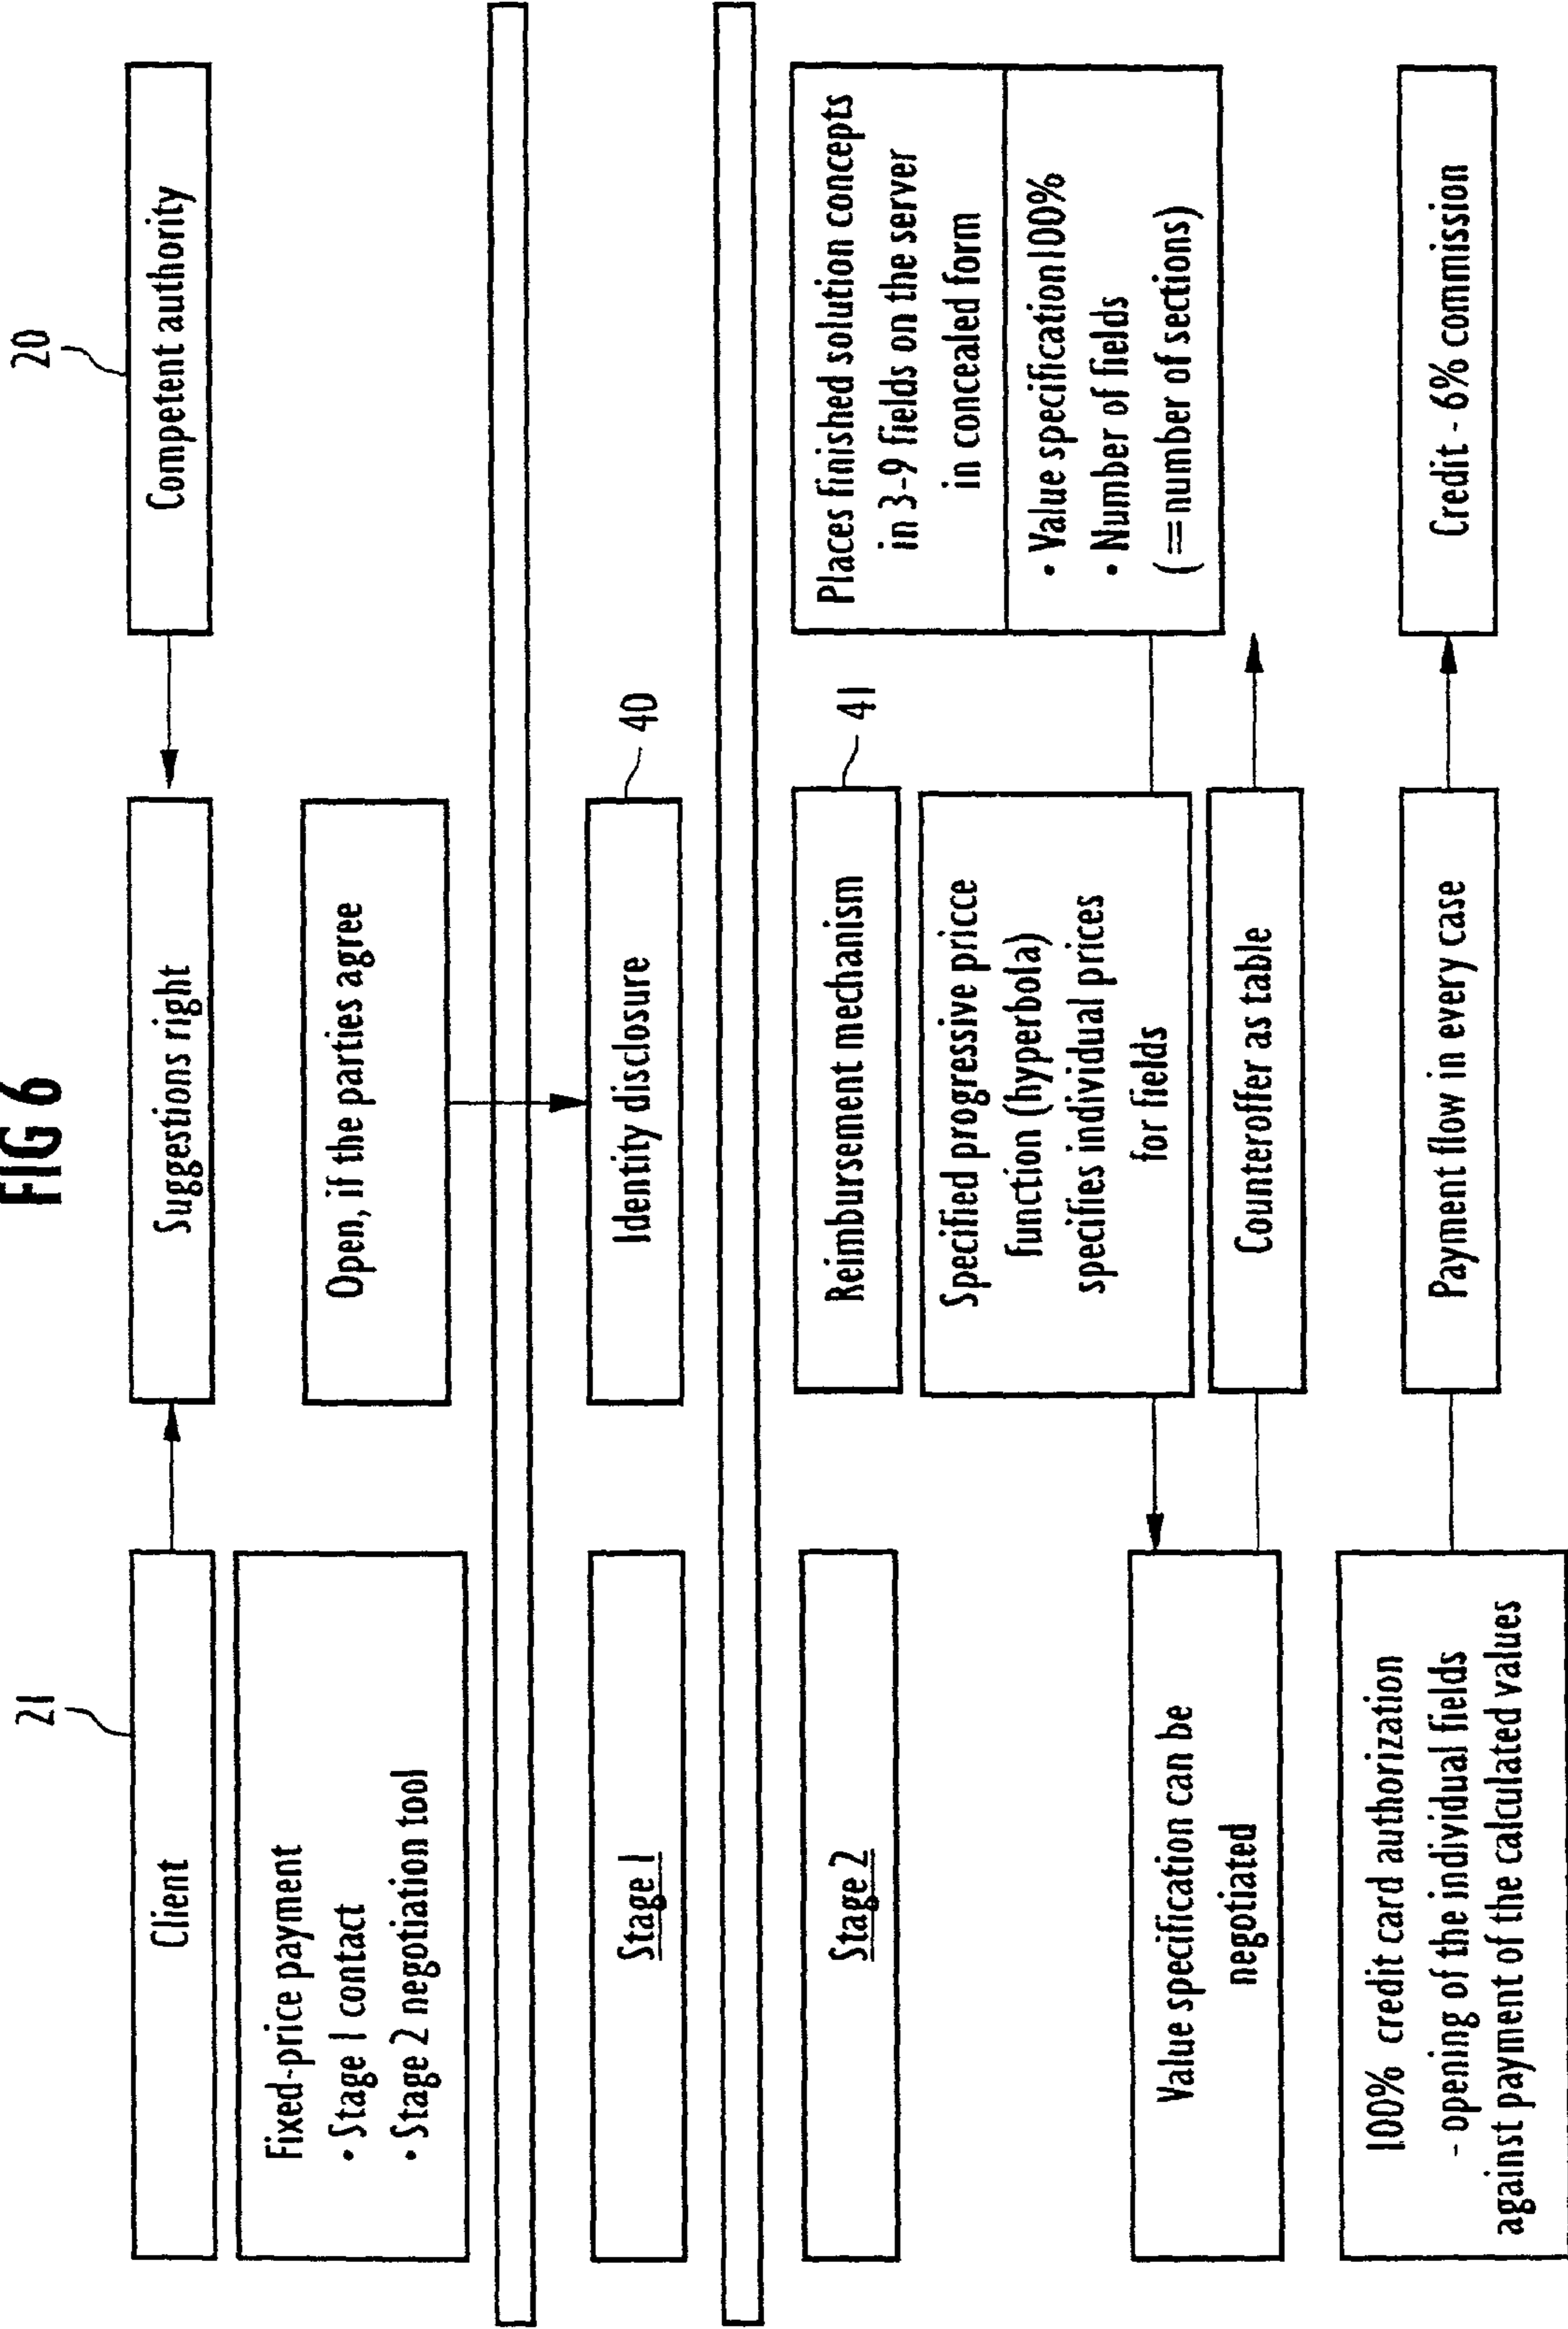 FIG 6
21
20
Client
Suggestions right
Competent authority
Fixed-price payment
• Stage 1 contact
• Stage 2 negotiation tool
Open, if the parties agree
Stage 1
Identity disclosure
40
Stage 2
Reimbursement mechanism
41
Places finished solution concepts
in 3-9 fields on the server
in concealed form
Specified progressive pricce
function (hyperbola)
specifies individual prices
for fields
• Value specification100%
• Number of fields
(=number of sections)
Value specification can be
negotiated
Counteroffer as table
100% credit card authorization
- opening of the individual fields
against payment of the calculated values
Payment flow in every case
Credit - 6% commission